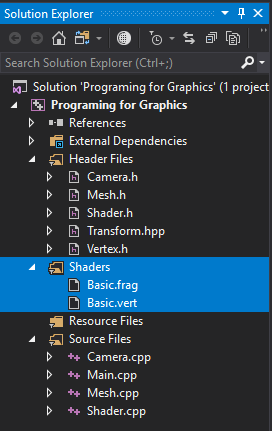 Solution Explorer
Search Solution Explorer (Ctrl+;)
Solution 'Programing for Graphics' (1 project
Programing for Graphics
References
External Dependencies
Header Files
Camera.h
Mesh.h
Shader.h
Transform.hpp
Vertex.h
Shaders
Basic.frag
Basic.vert
Resource Files
Source Files
Camera.cpp
Main.cpp
Mesh.cpp
Shader.cpp